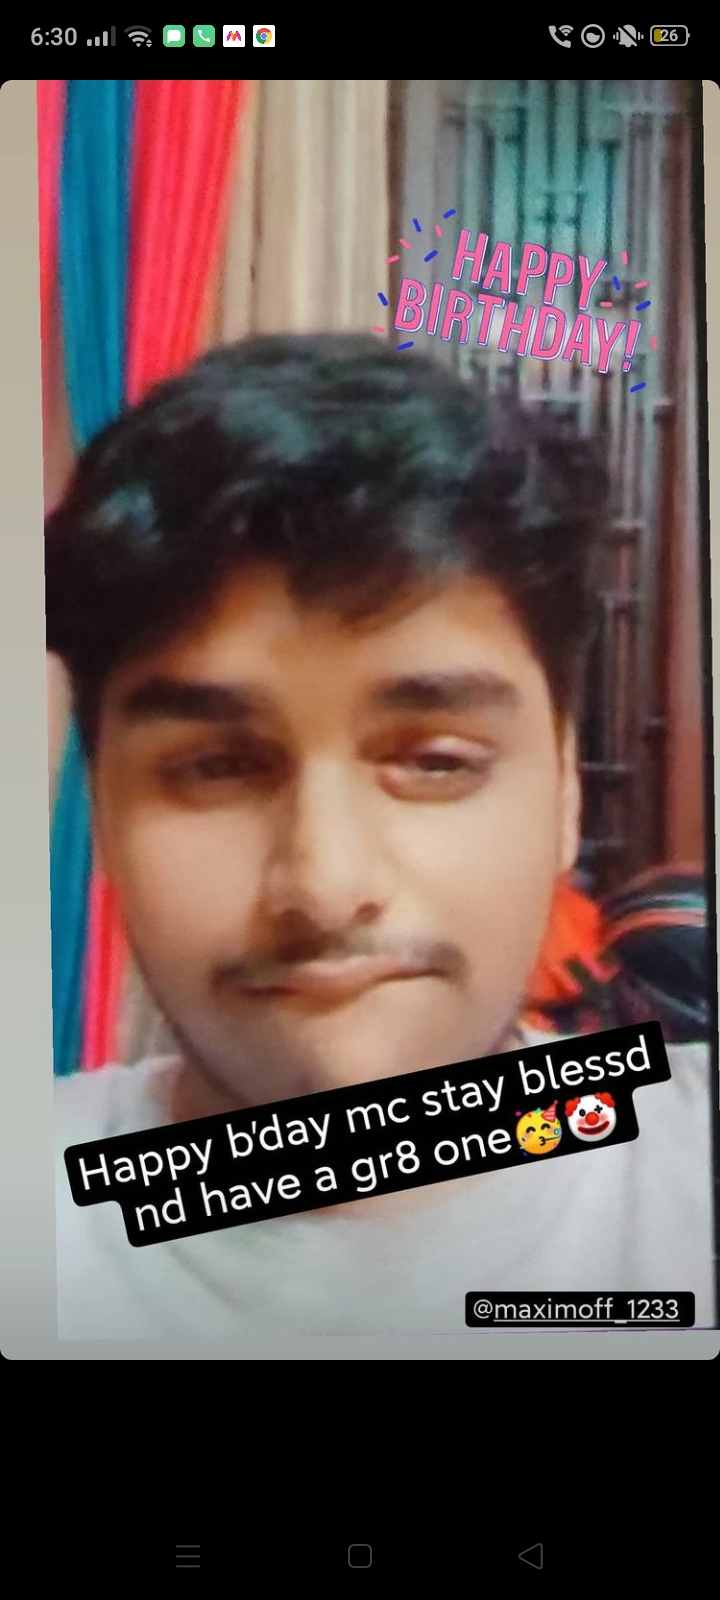 6:30
26
HAPPY
BIRTHDAY!
Happy b'day mc stay blessd
nd have a gr8 one🥳🤡
@maximoff_1233